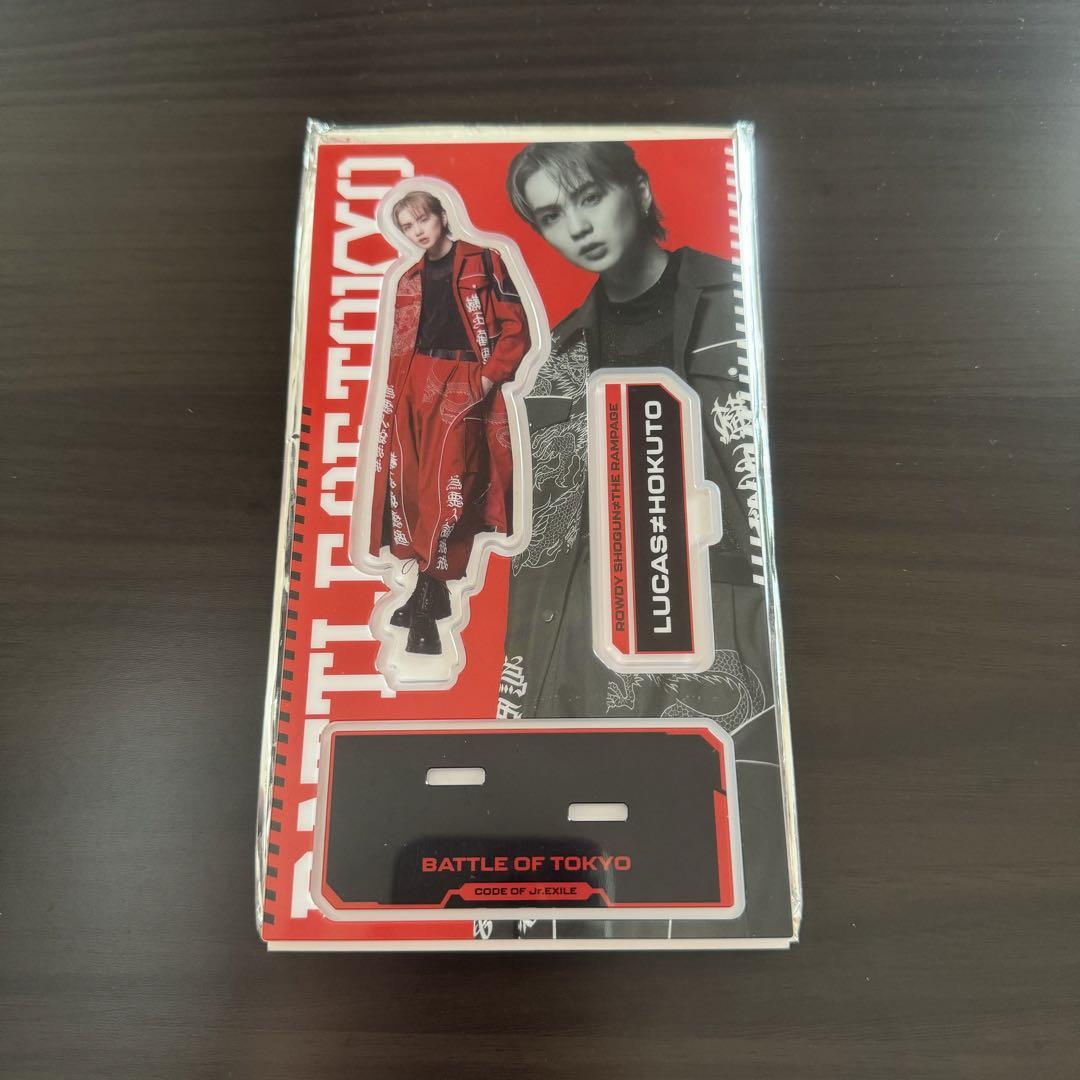 BATTLE OF TOKYO
ROWDY SHOGUN≠THE RAMPAGE
LUCAS≠HOKUTO
BATTLE OF TOKYO
CODE OF Jr.EXILE